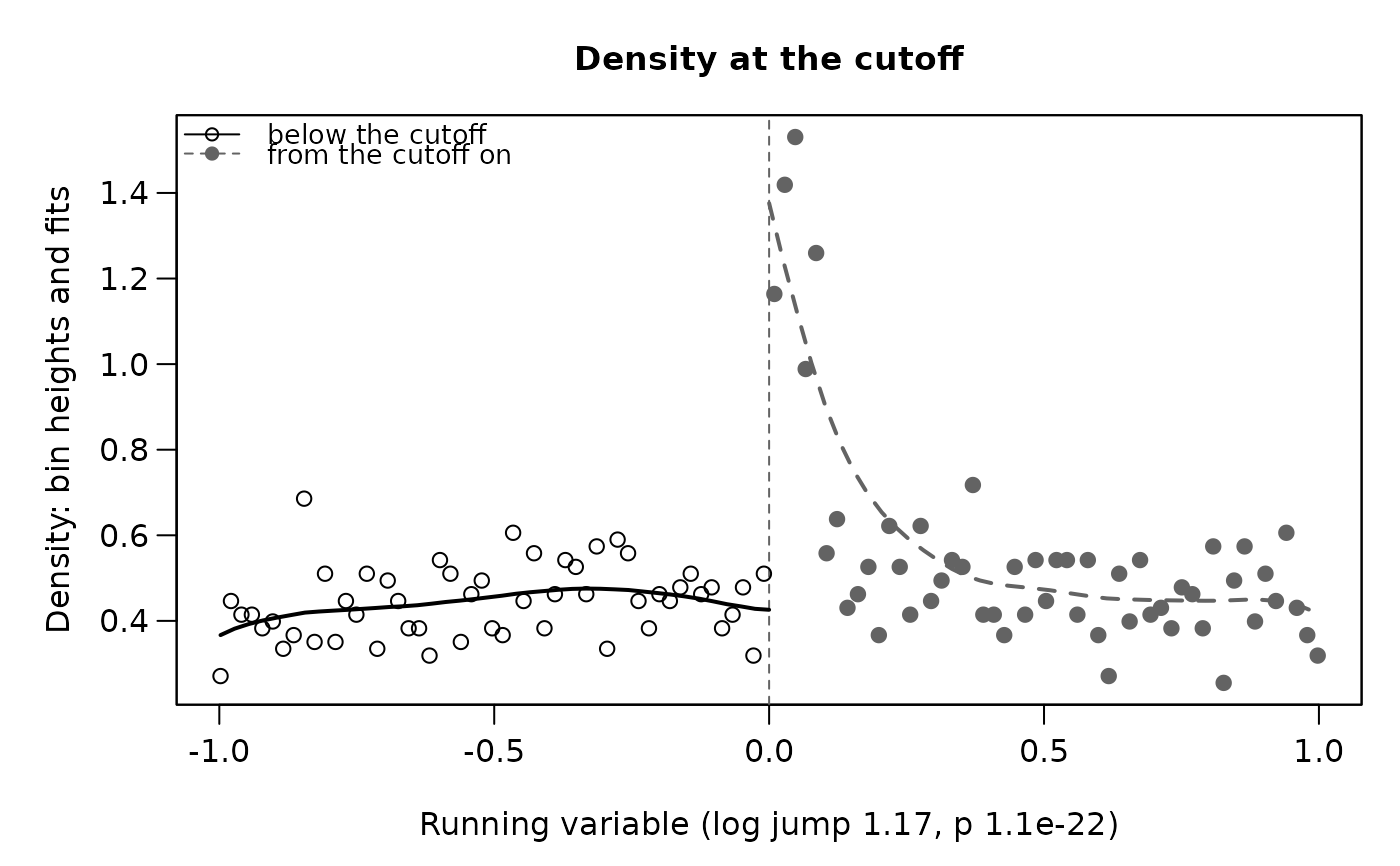 Density at the cutoff
below the cutoff
from the cutoff on
Density: bin heights and fits
1.4
1.2
1.0
0.8
0.6
0.4
-1.0 -0.5 0.0 0.5 1.0
Running variable (log jump 1.17, p 1.1e-22)